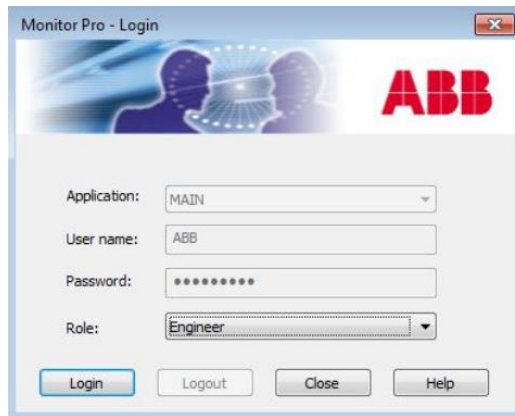 Monitor Pro - Login
ABB
Application: MAIN
User name: ABB
Password: •••••••••
Role: Engineer
Login Logout Close Help